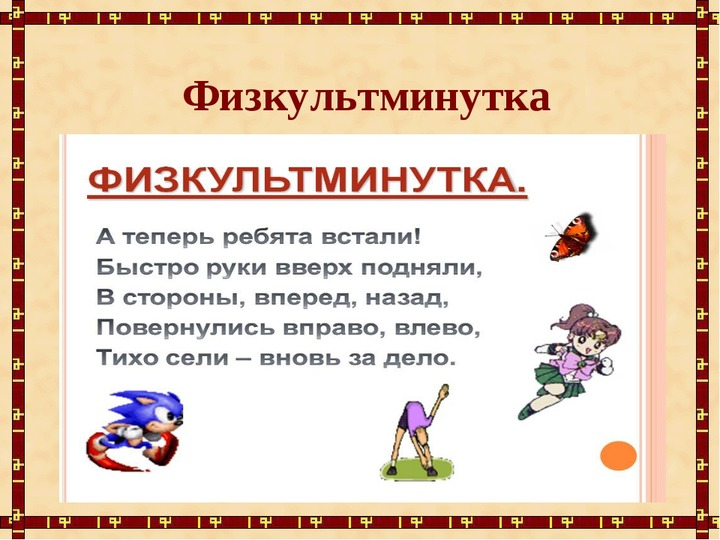 Физкультминутка
ФИЗКУЛЬТМИНУТКА.
А теперь ребята встали!
Быстро руки вверх подняли,
В стороны, вперед, назад,
Повернулись вправо, влево,
Тихо сели – вновь за дело.